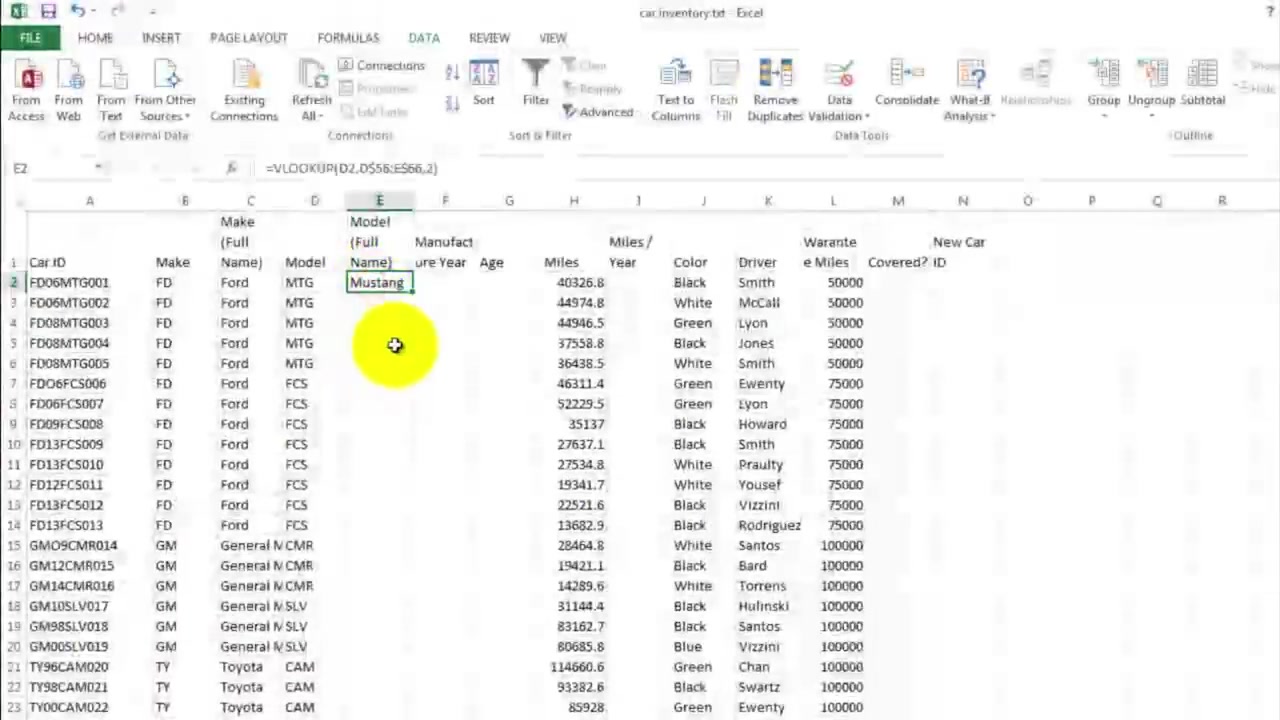 car.inventory.txt - Excel
?
FILE HOME INSERT PAGE LAYOUT FORMULAS DATA REVIEW VIEW
From Access
From Web
From Text
From Other Sources
Existing Connections
Refresh All
Connections
Properties
Edit Links
Sort
Filter
Clear
Reapply
Advanced
Text to Columns
Flash Fill
Remove Duplicates
Data Validation
Consolidate
What-If Analysis
Relationships
Group
Ungroup
Subtotal
Get External Data Connections Sort & Filter Data Tools Outline
E2 fx =VLOOKUP(D2,D$56:E$66,2)
A B C D E F G H I J K L M N O P Q R
1 Car ID Make Make (Full Name) Model Model (Full Name) Manufacture Year Age Miles Miles / Year Color Driver Warantee Miles Covered? New Car ID
2 FD06MTG001 FD Ford MTG Mustang 40326.8 Black Smith 50000
3 FD06MTG002 FD Ford MTG 44974.8 White McCall 50000
4 FD08MTG003 FD Ford MTG 44946.5 Green Lyon 50000
5 FD08MTG004 FD Ford MTG 37558.8 Black Jones 50000
6 FD08MTG005 FD Ford MTG 36438.5 White Smith 50000
7 FDO6FCS006 FD Ford FCS 46311.4 Green Ewenty 75000
8 FD06FCS007 FD Ford FCS 52229.5 Green Lyon 75000
9 FD09FCS008 FD Ford FCS 35137 Black Howard 75000
10 FD13FCS009 FD Ford FCS 27637.1 Black Smith 75000
11 FD13FCS010 FD Ford FCS 27534.8 White Praulty 75000
12 FD12FCS011 FD Ford FCS 19341.7 White Yousef 75000
13 FD13FCS012 FD Ford FCS 22521.6 Black Vizzini 75000
14 FD13FCS013 FD Ford FCS 13682.9 Black Rodriguez 75000
15 GMO9CMR014 GM General M CMR 28464.8 White Santos 100000
16 GM12CMR015 GM General M CMR 19421.1 Black Bard 100000
17 GM14CMR016 GM General M CMR 14289.6 White Torrens 100000
18 GM10SLV017 GM General M SLV 31144.4 Black Hulinski 100000
19 GM98SLV018 GM General M SLV 83162.7 Black Santos 100000
20 GM00SLV019 GM General M SLV 80685.8 Blue Vizzini 100000
21 TY96CAM020 TY Toyota CAM 114660.6 Green Chan 100000
22 TY98CAM021 TY Toyota CAM 93382.6 Black Swartz 100000
23 TY00CAM022 TY Toyota CAM 85928 Green Ewenty 100000